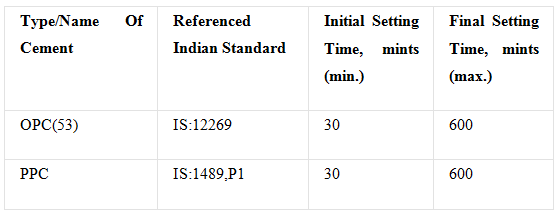 Type/Name Of Cement
Referenced Indian Standard
Initial Setting Time, mints (min.)
Final Setting Time, mints (max.)
OPC(53) IS:12269 30 600
PPC IS:1489,P1 30 600